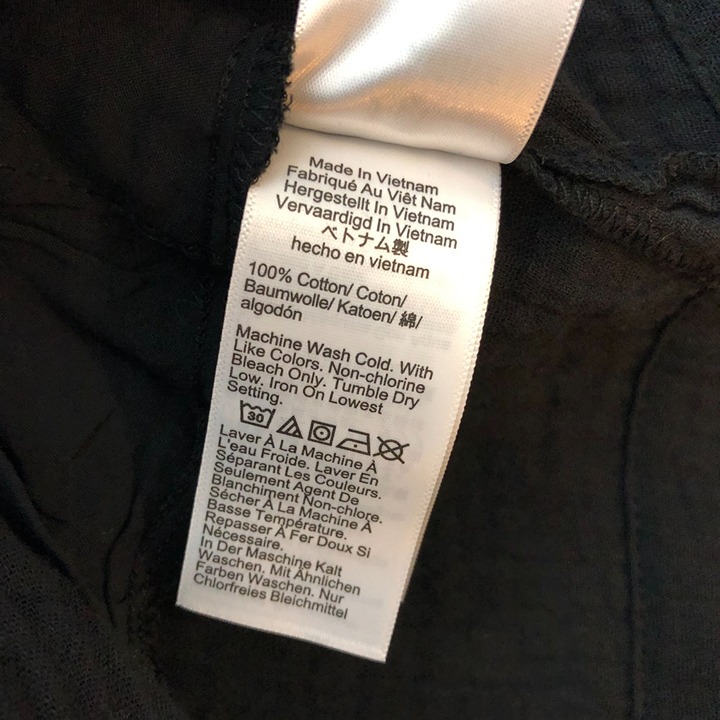 Made In Vietnam
Fabriqué Au Viêt Nam
Hergestellt In Vietnam
Vervaardigd In Vietnam
ベトナム製
hecho en vietnam
100% Cotton/ Coton/
Baumwolle/ Katoen/ 綿/
algodón
Machine Wash Cold. With
Like Colors. Non-chlorine
Bleach Only. Tumble Dry
Low. Iron On Lowest
Setting.
30
Laver À La Machine À
L'eau Froide. Laver En
Séparant Les Couleurs.
Seulement Agent De
Blanchiment Non-chlore.
Sécher À La Machine À
Basse Température.
Repasser À Fer Doux Si
Nécessaire.
In Der Maschine Kalt
Waschen. Mit Ähnlichen
Farben Waschen. Nur
Chlorfreies Bleichmittel